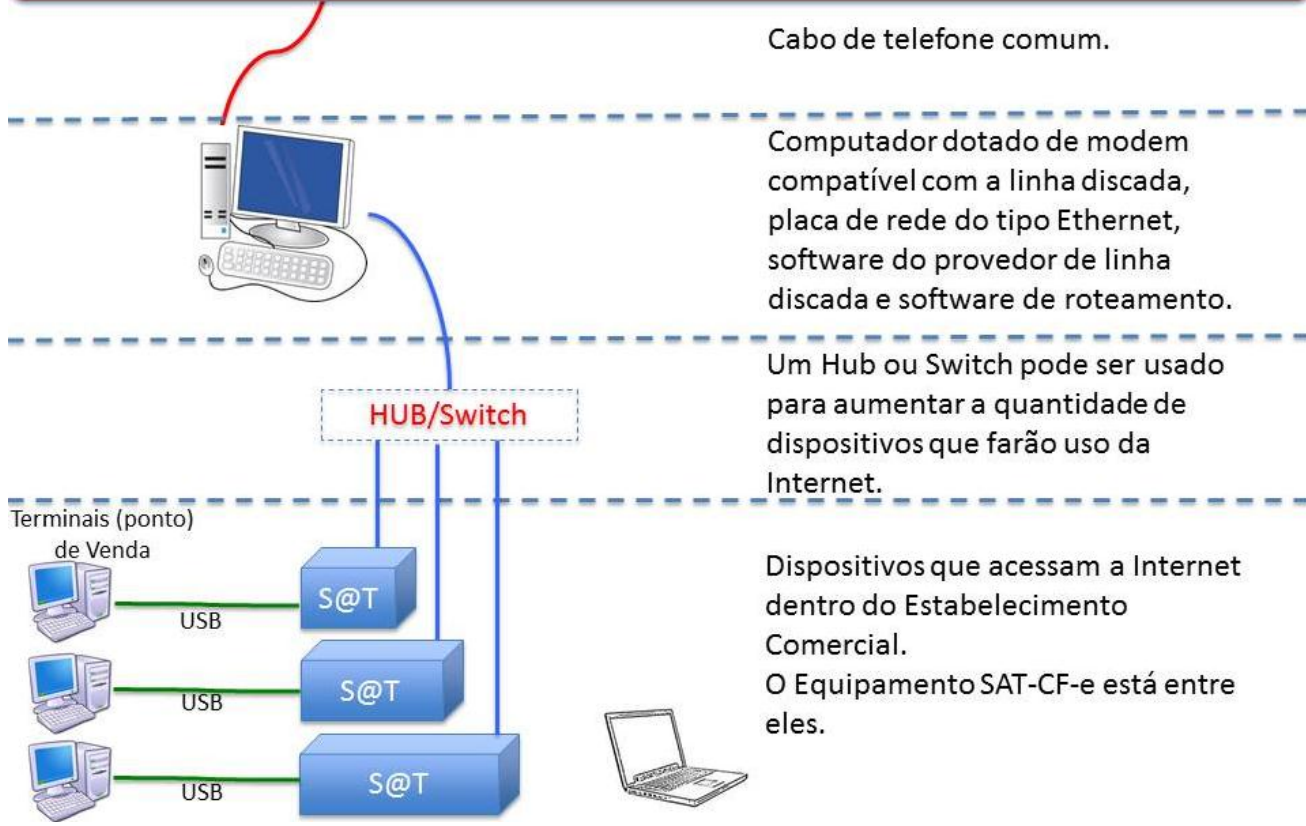 Cabo de telefone comum.
Computador dotado de modem
compatível com a linha discada,
placa de rede do tipo Ethernet,
software do provedor de linha
discada e software de roteamento.
Um Hub ou Switch pode ser usado
para aumentar a quantidade de
dispositivos que farão uso da
Internet.
HUB/Switch
Terminais (ponto)
de Venda
S@T
USB
S@T
USB
S@T
USB
Dispositivos que acessam a Internet
dentro do Estabelecimento
Comercial.
O Equipamento SAT-CF-e está entre
eles.